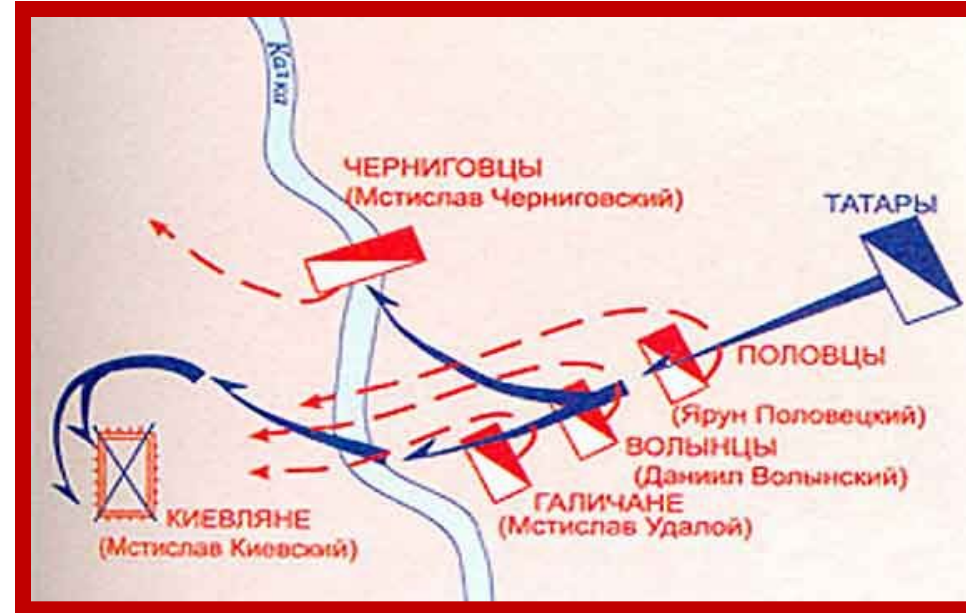 Калка
ЧЕРНИГОВЦЫ
(Мстислав Черниговский)
ТАТАРЫ
ПОЛОВЦЫ
(Ярун Половецкий)
ВОЛЫНЦЫ
(Даниил Волынский)
ГАЛИЧАНЕ
(Мстислав Удалой)
КИЕВЛЯНЕ
(Мстислав Киевский)